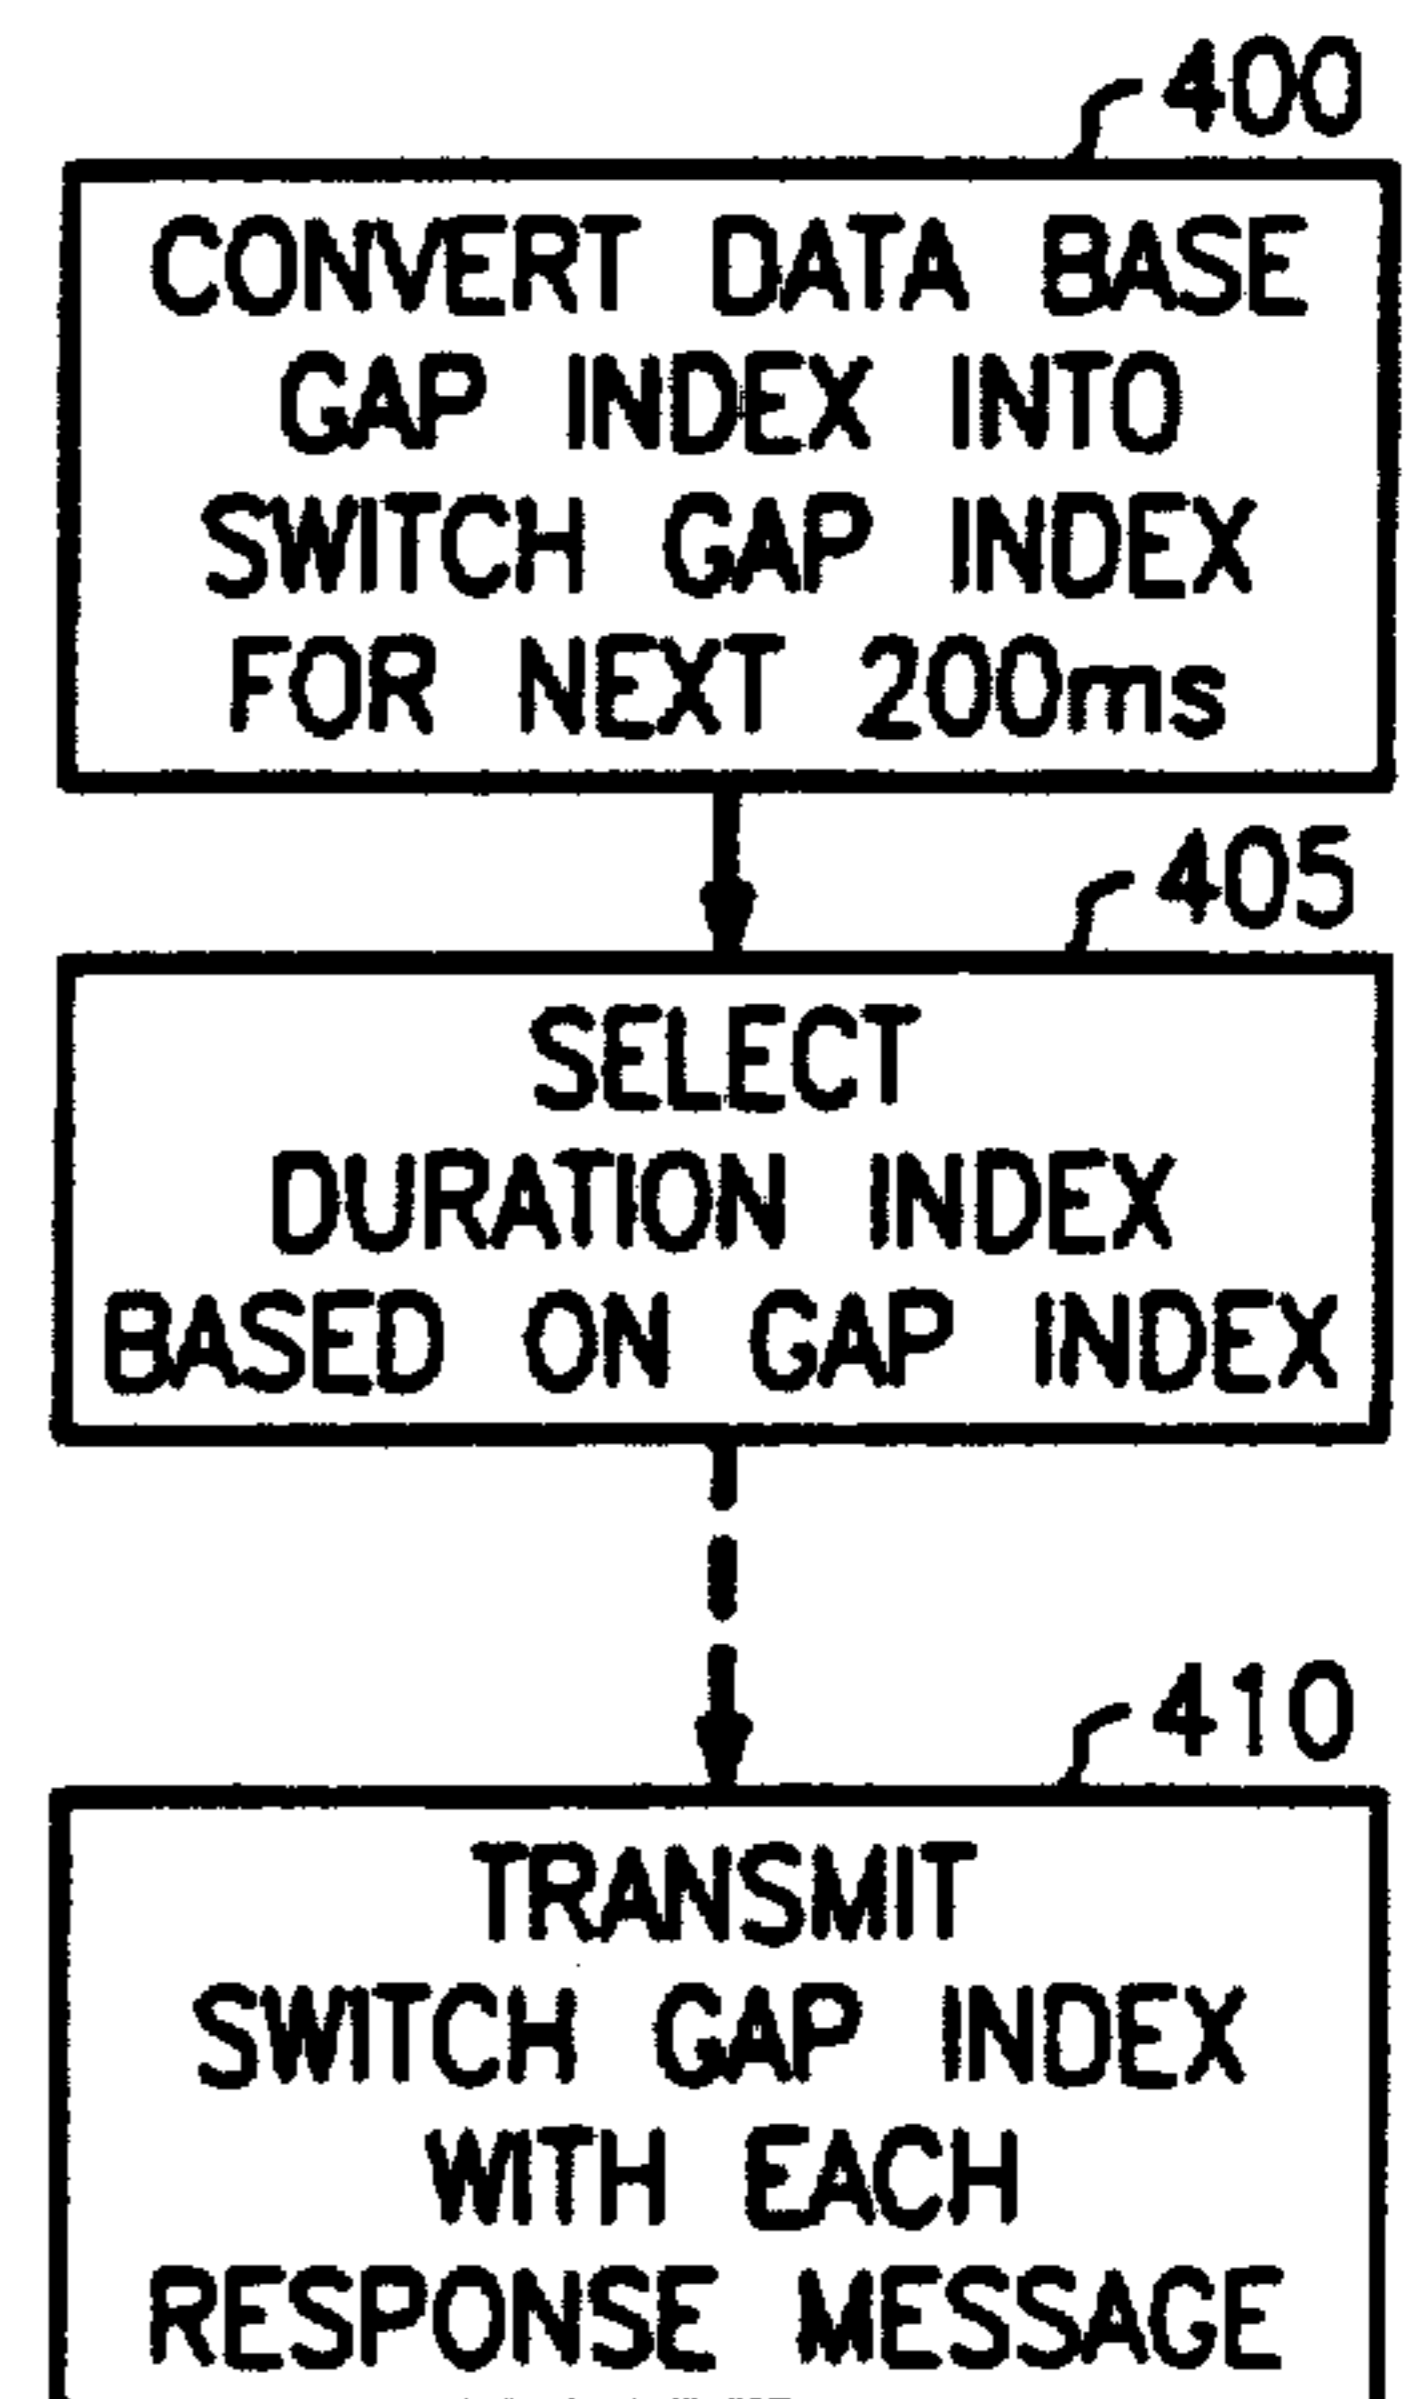 400
CONVERT DATA BASE
GAP INDEX INTO
SWITCH GAP INDEX
FOR NEXT 200ms
405
SELECT
DURATION INDEX
BASED ON GAP INDEX
410
TRANSMIT
SWITCH GAP INDEX
WITH EACH
RESPONSE MESSAGE